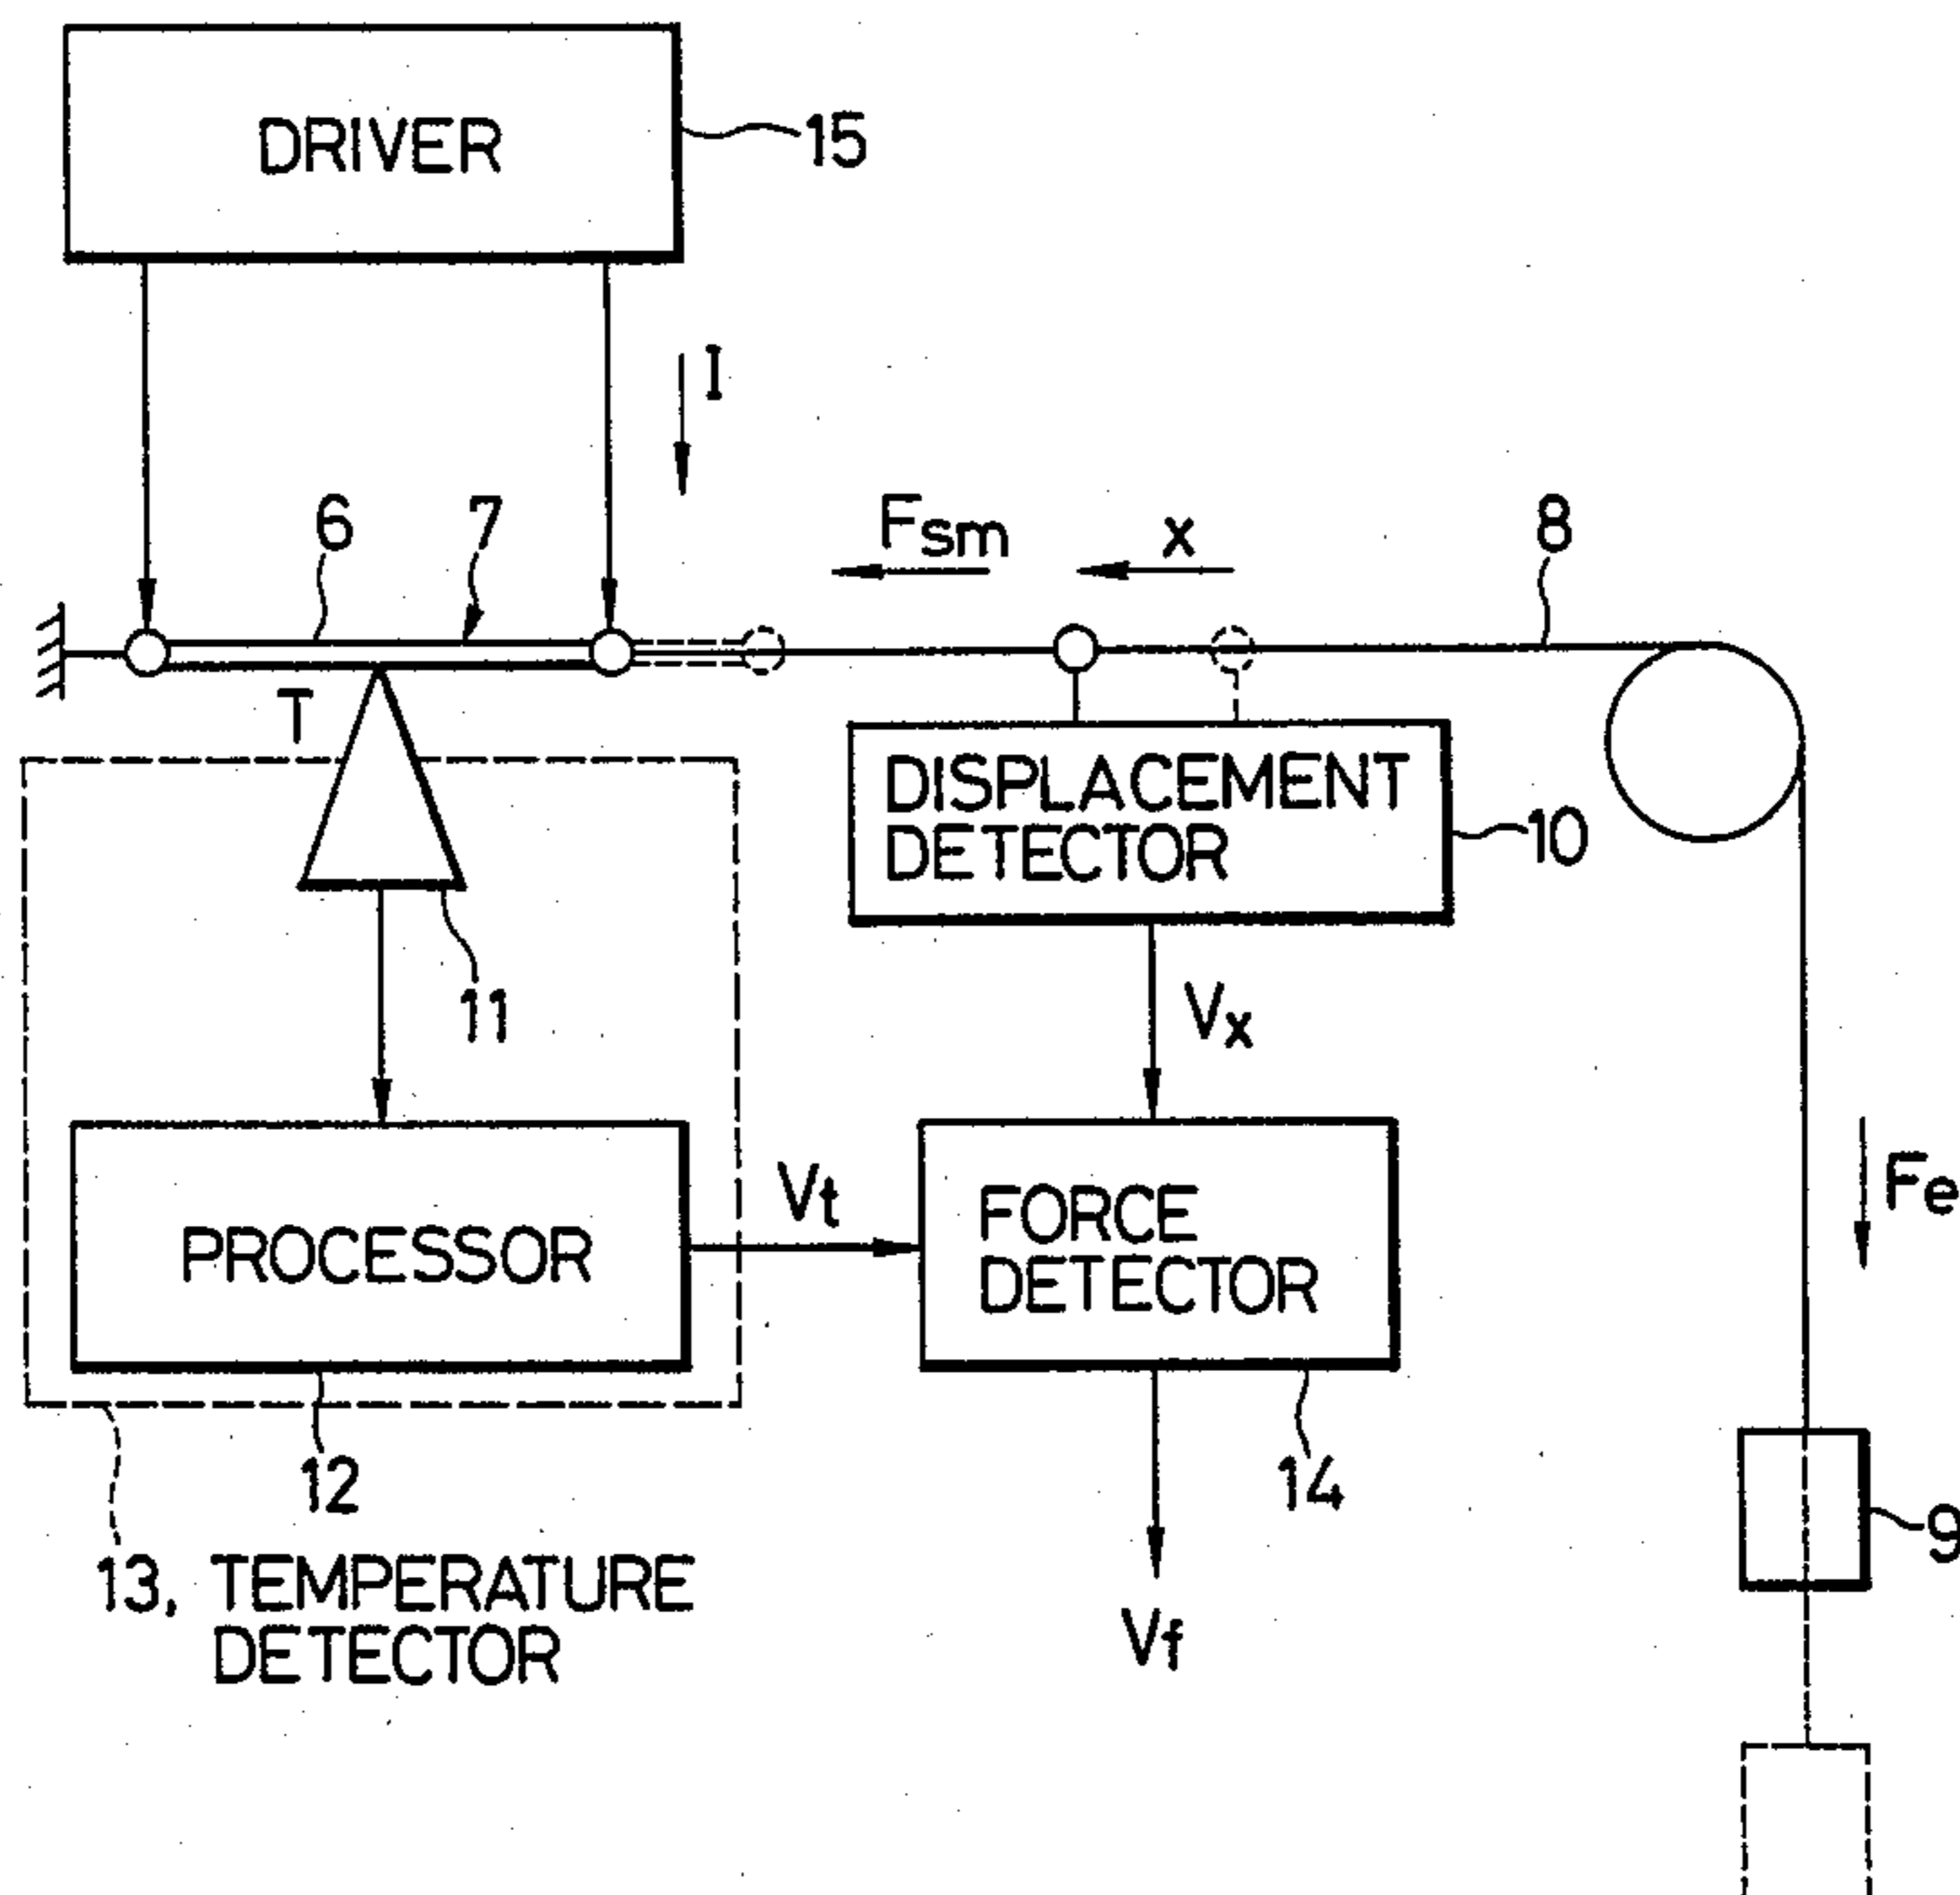 DRIVER
15
I
6
7
Fsm
x
8
T
DISPLACEMENT
DETECTOR
10
11
Vx
PROCESSOR
Vt
FORCE
DETECTOR
Fe
12
14
9
13, TEMPERATURE
DETECTOR
Vf